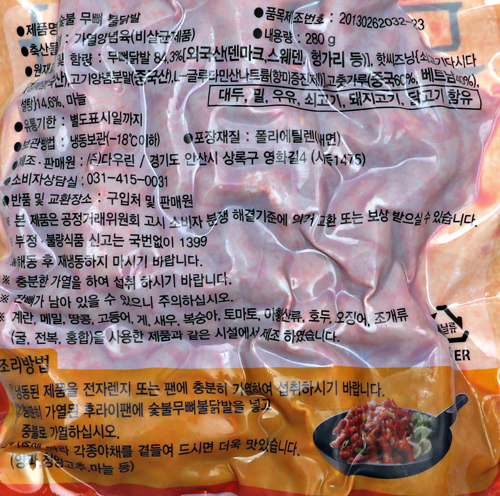 ●제품명 : 숯불 무뼈 불닭발
●품목제조번호 : 20130262032-23
●축산물 : 가열양념육(비살균제품)
●내용량: 280 g
●원재료 및 함량 : 무뼈닭발 84.3%{외국산(덴마크,스웨덴, 헝가리 등)}, 핫씨즈닝{쇠고기다시다
고기양념분말(중국산),L-글루타민산나트륨(향미증진제)},고춧가루(중국60%, 베트남40%),
설탕}14.6%, 마늘
대두, 밀, 우유, 쇠고기, 돼지고기, 닭고기 함유
●유통기한 : 별도표시일까지
●보관방법 : 냉동보관(-18℃이하)
●포장재질 : 폴리에틸렌(내면)
●제조·판매원 : (주)다우린 / 경기도 안산시 상록구 영화길4 (사동1475)
●소비자상담실: 031-415-0031
●반품 및 교환장소 : 구입처 및 판매원
본 제품은 공정거래위원회 고시 소비자 분쟁 해결기준에 의거 교환 또는 보상 받으실 수 있습니다.
부정·불량식품 신고는 국번없이 1399
해동 후 재냉동하지 마시기 바랍니다.
※ 충분한 가열을 하여 섭취 하시기 바랍니다.
※ 잔뼈가 남아 있을 수 있으니 주의하십시오.
※ 계란, 메밀, 땅콩, 고등어, 게, 새우, 복숭아, 토마토, 아황산류, 호두, 오징어, 조개류
(굴, 전복, 홍합)을 사용한 제품과 같은 시설에서 제조 하였습니다.
조리방법
냉동된 제품을 전자렌지 또는 팬에 충분히 가열하여 섭취하시기 바랍니다.
충분히 가열된 후라이팬에 숯불무뼈불닭발을 넣고
중불로 가열하십시오.
각종야채를 곁들여 드시면 더욱 맛있습니다.
(양파 청양고추,마늘 등)